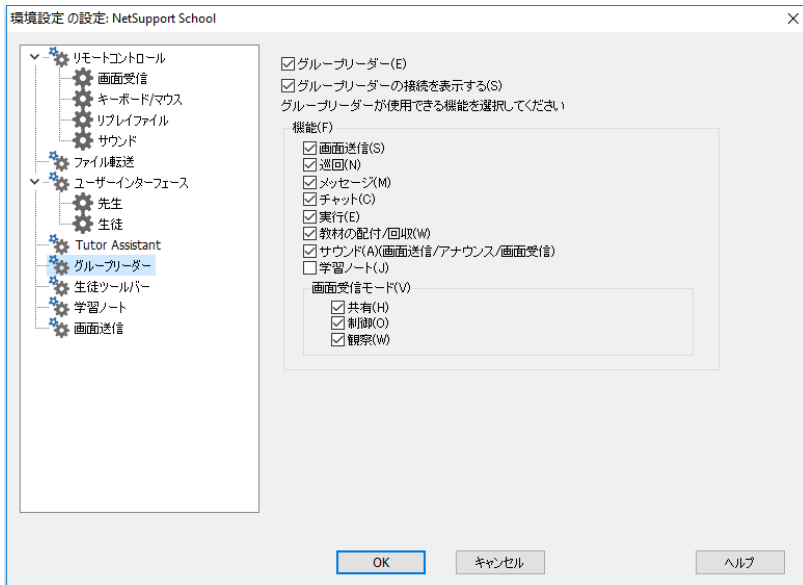 環境設定 の設定: NetSupport School
リモートコントロール
画面受信
キーボード/マウス
リプレイファイル
サウンド
ファイル転送
ユーザーインターフェース
先生
生徒
Tutor Assistant
グループリーダー
生徒ツールバー
学習ノート
画面送信
グループリーダー(E)
グループリーダーの接続を表示する(S)
グループリーダーが使用できる機能を選択してください
機能(F)
画面送信(S)
巡回(N)
メッセージ(M)
チャット(C)
実行(E)
教材の配付/回収(W)
サウンド(A)(画面送信/アナウンス/画面受信)
学習ノート(J)
画面受信モード(V)
共有(H)
制御(O)
観察(W)
OK
キャンセル
ヘルプ